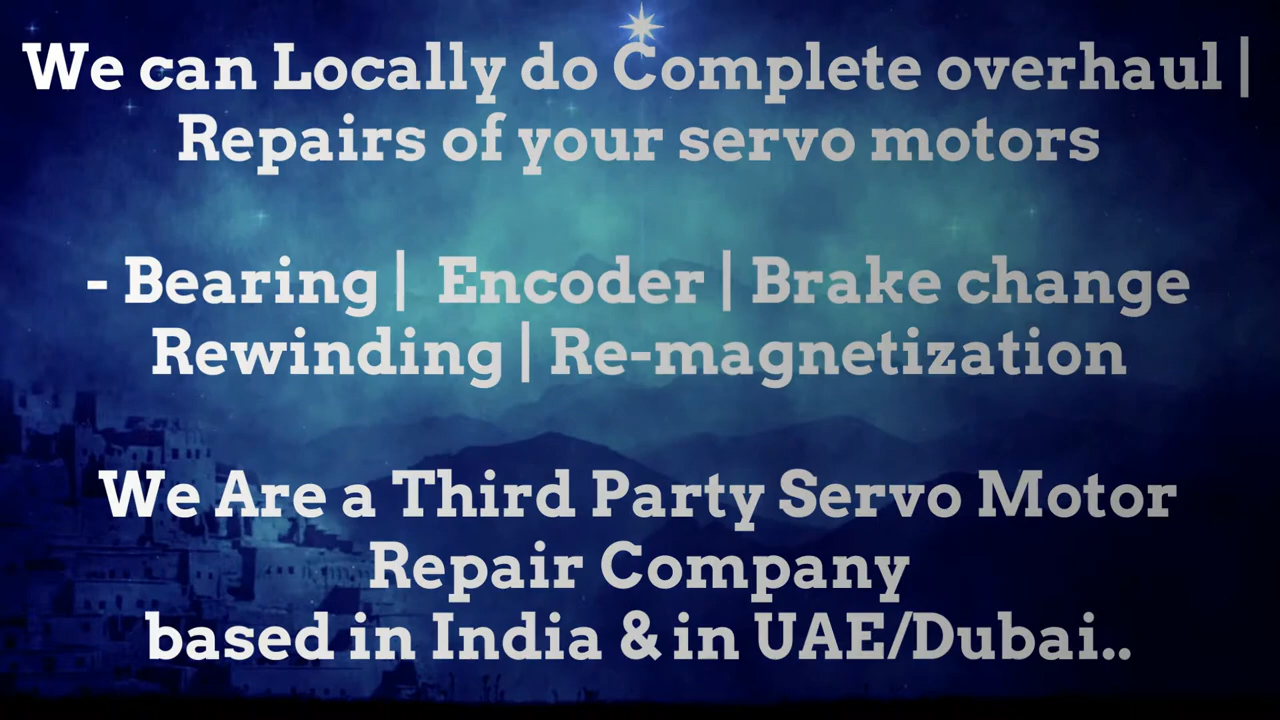 We can Locally do Complete overhaul |
Repairs of your servo motors
- Bearing | Encoder | Brake change
Rewinding | Re-magnetization
We Are a Third Party Servo Motor
Repair Company
based in India & in UAE/Dubai..